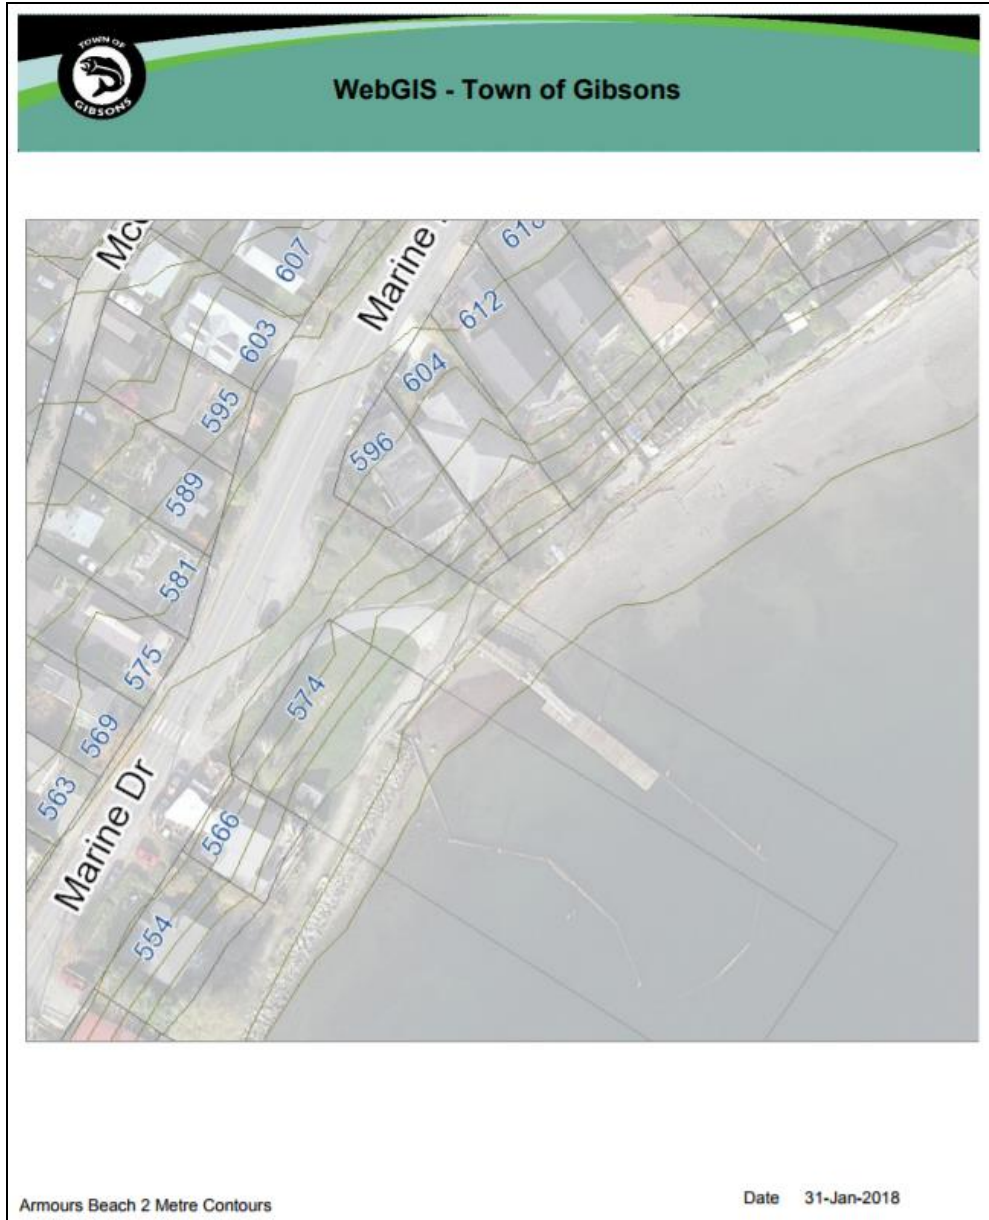 TOWN OF
GIBSONS
WebGIS - Town of Gibsons
607
Marine
618
603
612
604
595
596
589
581
575
574
569
563
Marine Dr
566
554
Armours Beach 2 Metre Contours
Date 31-Jan-2018